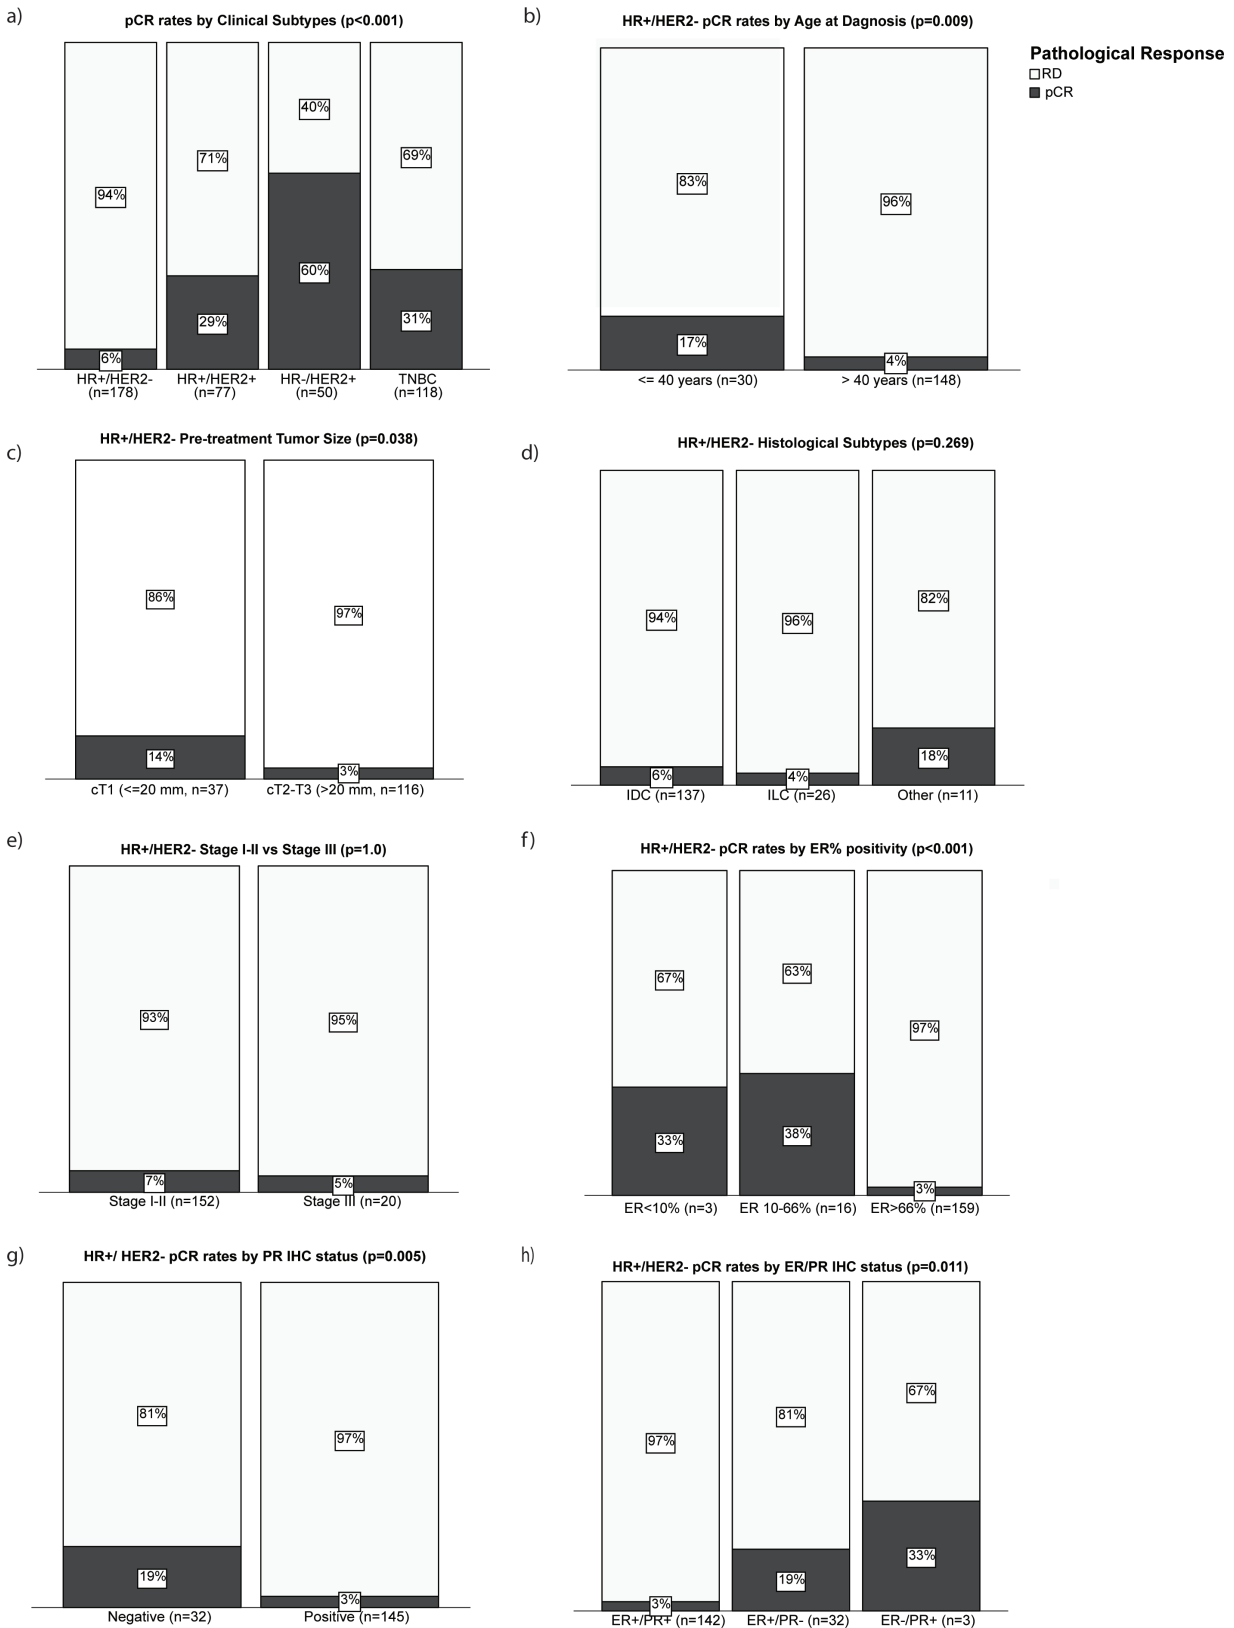 a)
pCR rates by Clinical Subtypes (p<0.001)
94%
6%
71%
29%
40%
60%
69%
31%
HR+/HER2-
(n=178)
HR+/HER2+
(n=77)
HR-/HER2+
(n=50)
TNBC
(n=118)
b)
HR+/HER2- pCR rates by Age at Dagnosis (p=0.009)
83%
17%
96%
4%
<= 40 years (n=30)
> 40 years (n=148)
Pathological Response
RD
pCR
c)
HR+/HER2- Pre-treatment Tumor Size (p=0.038)
86%
14%
97%
3%
cT1 (<=20 mm, n=37)
cT2-T3 (>20 mm, n=116)
d)
HR+/HER2- Histological Subtypes (p=0.269)
94%
6%
96%
4%
82%
18%
IDC (n=137)
ILC (n=26)
Other (n=11)
e)
HR+/HER2- Stage I-II vs Stage III (p=1.0)
93%
7%
95%
5%
Stage I-II (n=152)
Stage III (n=20)
f)
HR+/HER2- pCR rates by ER% positivity (p<0.001)
67%
33%
63%
38%
97%
3%
ER<10% (n=3)
ER 10-66% (n=16)
ER>66% (n=159)
g)
HR+/ HER2- pCR rates by PR IHC status (p=0.005)
81%
19%
97%
3%
Negative (n=32)
Positive (n=145)
h)
HR+/HER2- pCR rates by ER/PR IHC status (p=0.011)
97%
3%
81%
19%
67%
33%
ER+/PR+ (n=142)
ER+/PR- (n=32)
ER-/PR+ (n=3)